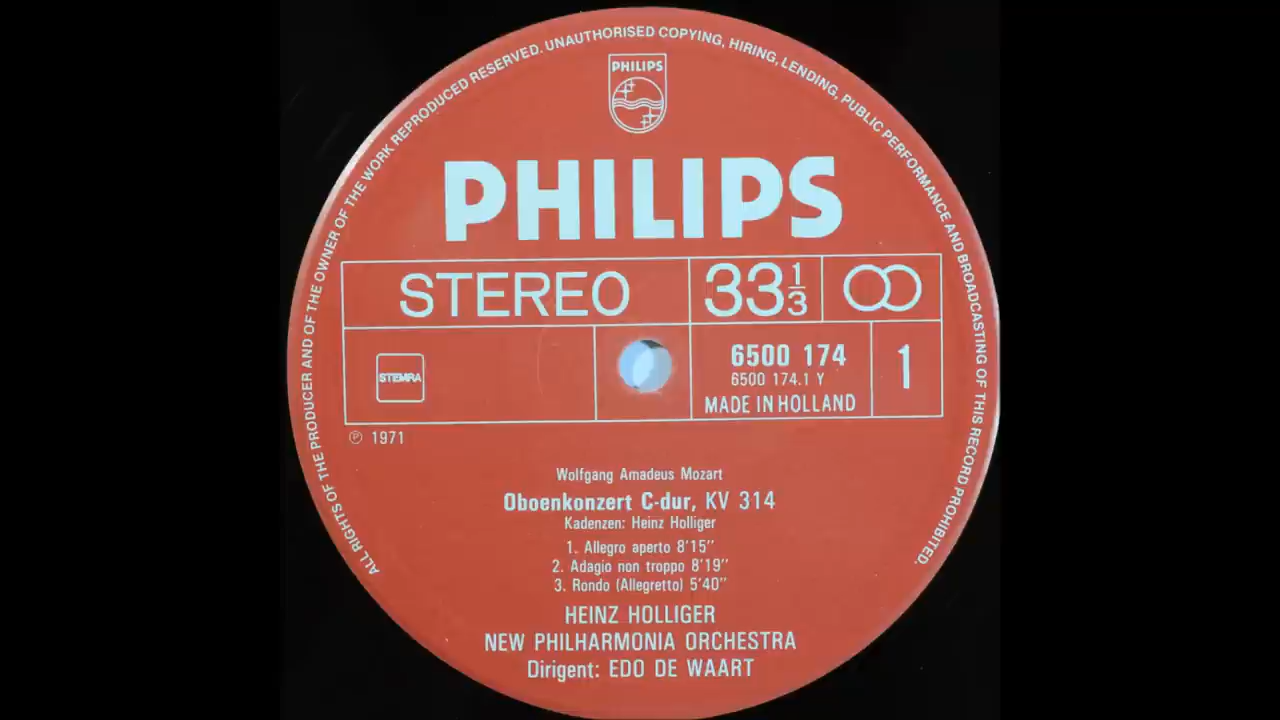 ALL RIGHTS OF THE PRODUCER AND OF THE OWNER OF THE WORK REPRODUCED RESERVED. UNAUTHORISED COPYING, HIRING, LENDING, PUBLIC PERFORMANCE AND BROADCASTING OF THIS RECORD PROHIBITED.
PHILIPS
PHILIPS
STEREO 33 1/3
STEMRA
6500 174
6500 174.1 Y
MADE IN HOLLAND
1
℗ 1971
Wolfgang Amadeus Mozart
Oboenkonzert C-dur, KV 314
Kadenzen: Heinz Holliger
1. Allegro aperto 8'15"
2. Adagio non troppo 8'19"
3. Rondo (Allegretto) 5'40"
HEINZ HOLLIGER
NEW PHILHARMONIA ORCHESTRA
Dirigent: EDO DE WAART